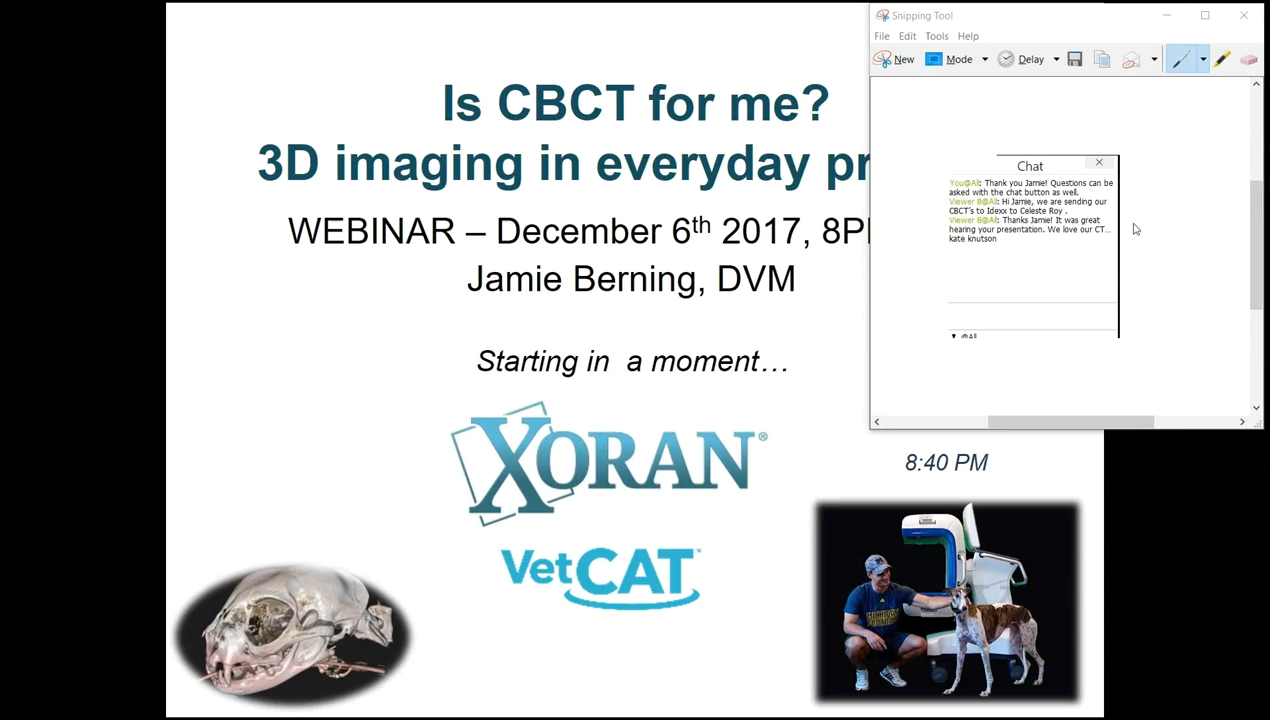 Is CBCT for me?
3D imaging in everyday pr
WEBINAR – December 6th 2017, 8P
Jamie Berning, DVM
Starting in a moment…
XORAN®
VetCAT™
8:40 PM
MICHIGAN
Snipping Tool
File Edit Tools Help
New Mode Delay
Chat
You@All: Thank you Jamie! Questions can be
asked with the chat button as well.
Viewer 8@All: Hi Jamie, we are sending our
CBCT's to Idexx to Celeste Roy .
Viewer 8@All: Thanks Jamie! It was great
hearing your presentation. We love our CT...
kate knutson
@All